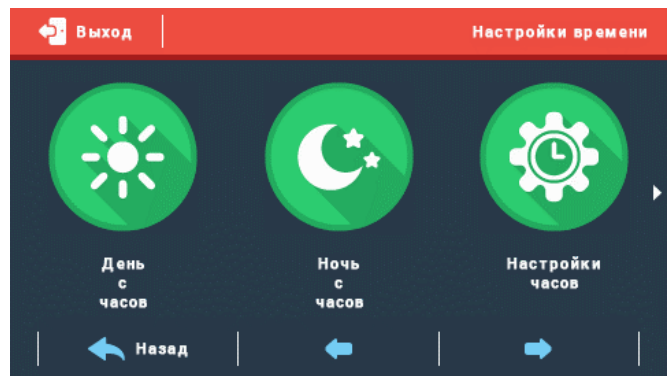 Выход
Настройки времени
День
с
часов
Ночь
с
часов
Настройки
часов
Назад